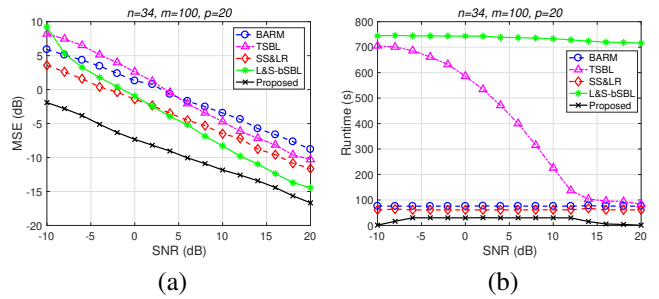 n=34, m=100, p=20
10
5
0
-5
-10
-15
-20
MSE (dB)
BARM
TSBL
SS&LR
L&S-bSBL
Proposed
-10 -5 0 5 10 15 20
SNR (dB)
(a)
n=34, m=100, p=20
800
700
600
500
400
300
200
100
0
Runtime (s)
BARM
TSBL
SS&LR
L&S-bSBL
Proposed
-10 -5 0 5 10 15 20
SNR (dB)
(b)